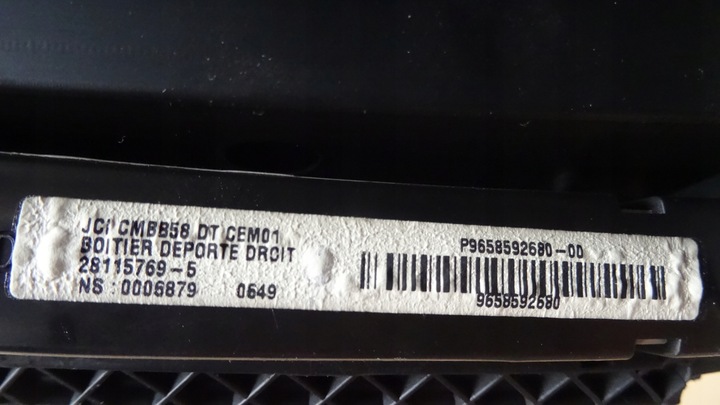 JCI CMBB58 DT CEM01
BOITIER DEPORTE DROIT
28115769-5
NS : 0006879 0649
P9658592680-00
9658592680